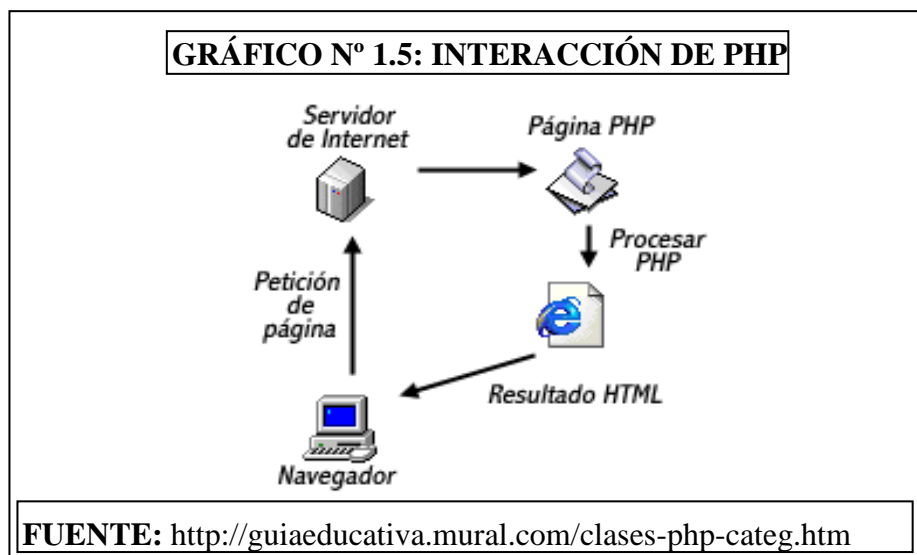 GRÁFICO Nº 1.5: INTERACCIÓN DE PHP
Servidor
de Internet
Página PHP
Procesar
PHP
Petición
de
página
Resultado HTML
Navegador
FUENTE: http://guiaeducativa.mural.com/clases-php-categ.htm